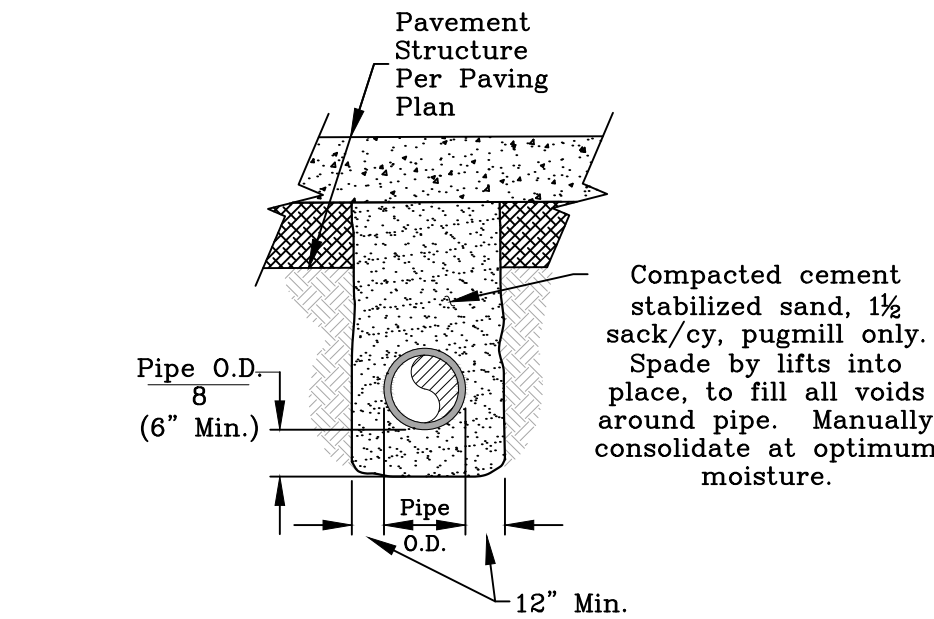 Pavement
Structure
Per Paving
Plan
Compacted cement
stabilized sand, 1½
sack/cy, pugmill only.
Spade by lifts into
place, to fill all voids
around pipe. Manually
consolidate at optimum
moisture.
Pipe O.D.
8
(6" Min.)
Pipe
O.D.
12" Min.